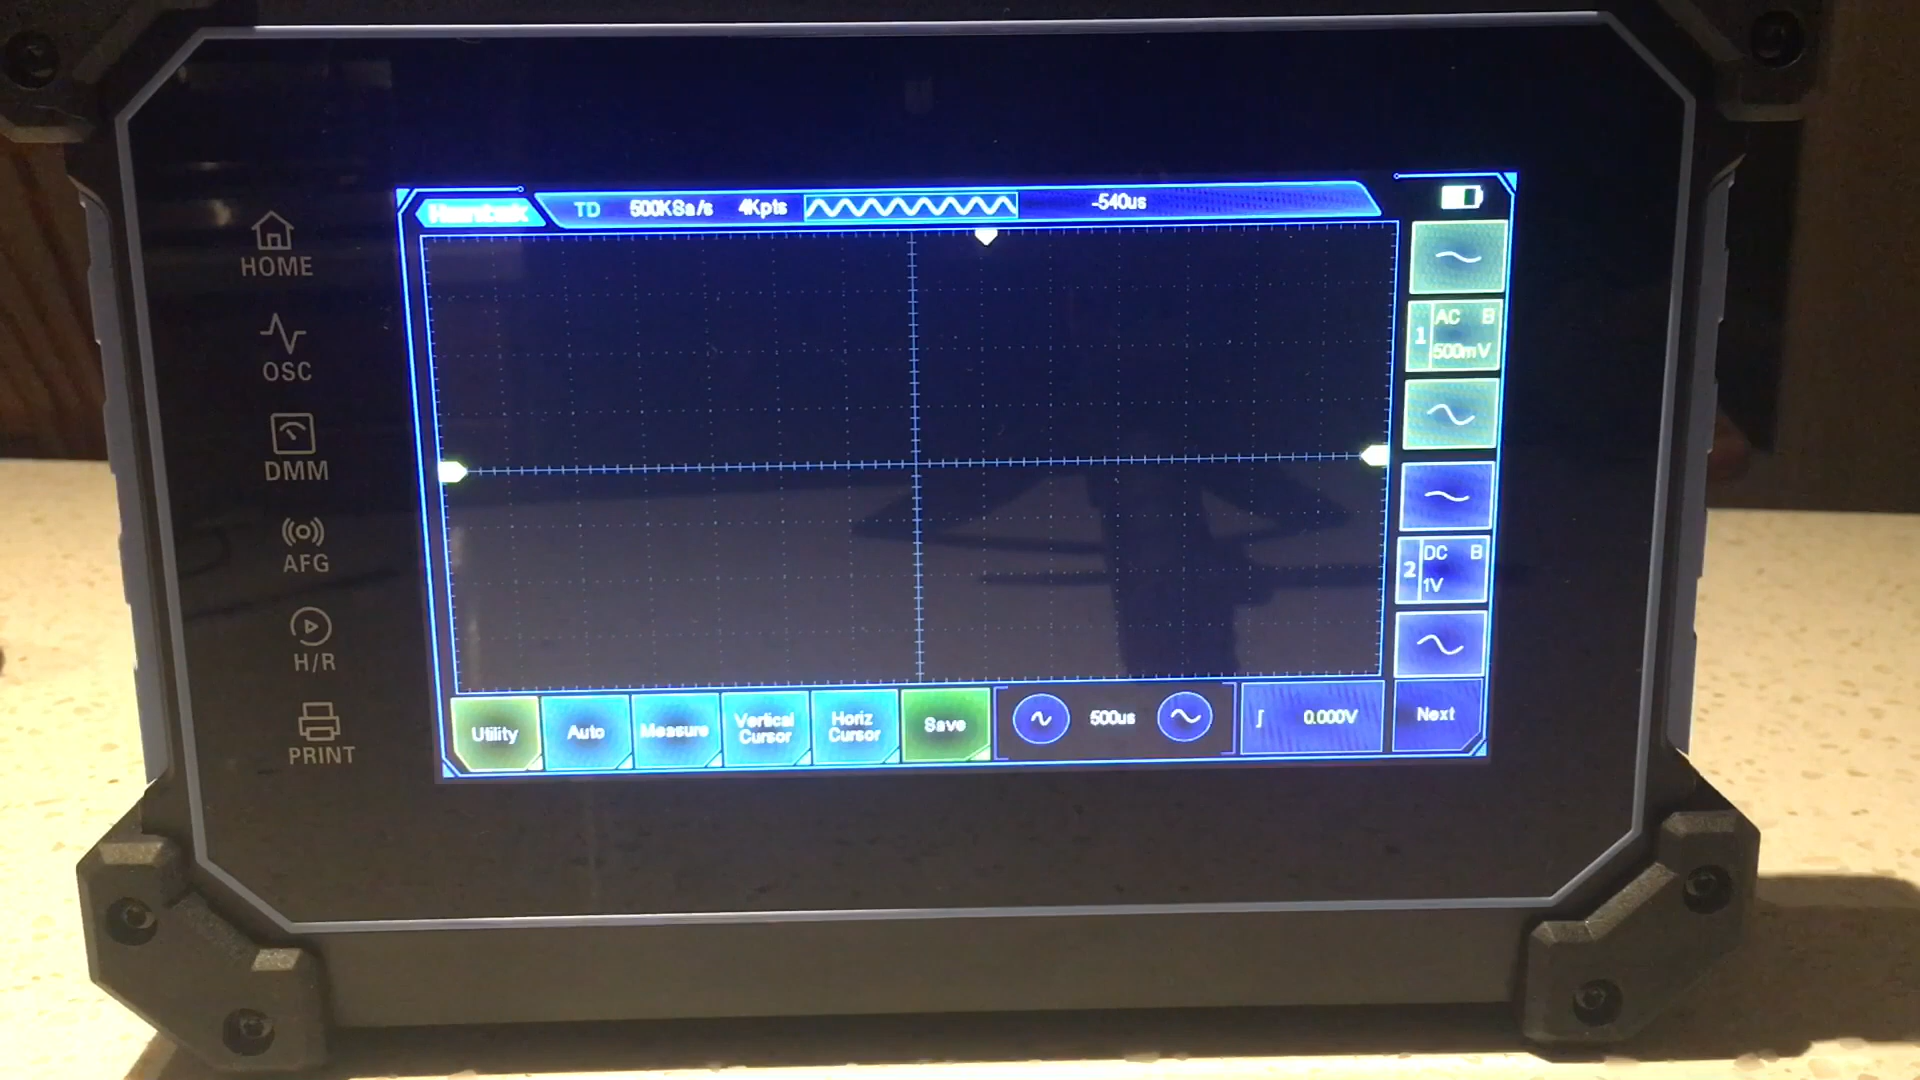 Hantek TD 500KSa/s 4Kpts -540us
HOME
OSC
DMM
AFG
H/R
PRINT
1 AC B
500mV
2 DC B
1V
Utility
Auto
Measure
Vertical
Cursor
Horiz
Cursor
Save
500us
0.000V
Next